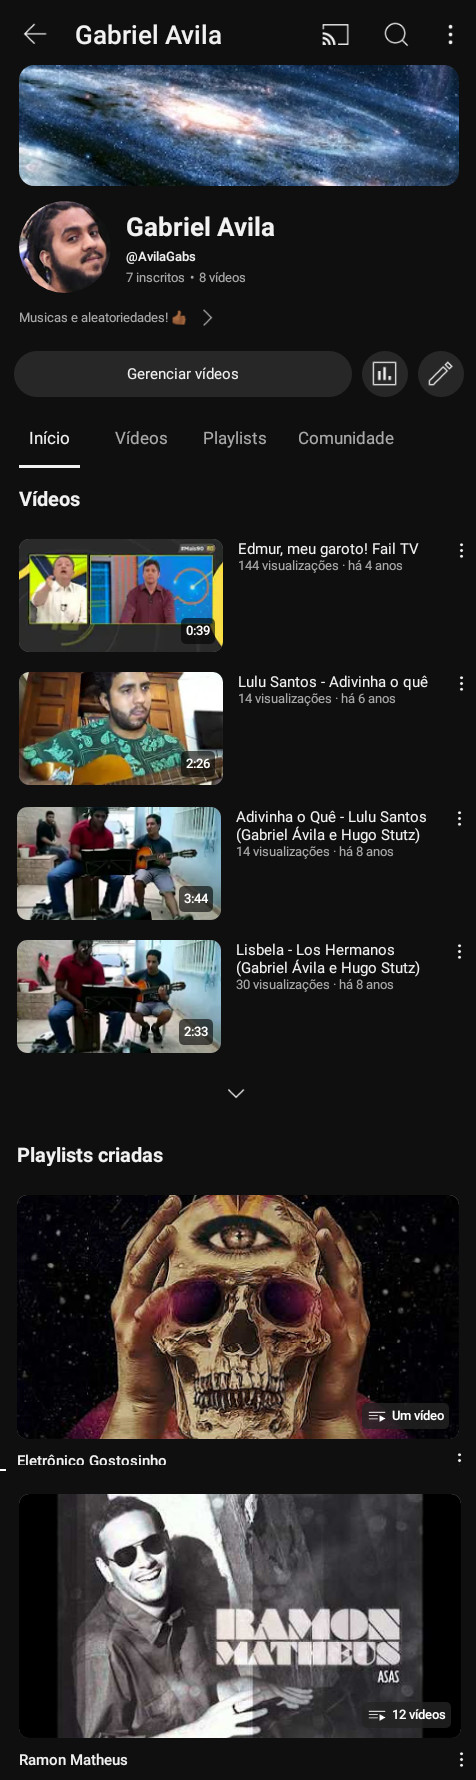 Gabriel Avila
Gabriel Avila
@AvilaGabs
7 inscritos • 8 vídeos
Musicas e aleatoriedades! 👍🏾
Gerenciar vídeos
Início
Vídeos
Playlists
Comunidade
Vídeos
0:39
Edmur, meu garoto! Fail TV
144 visualizações · há 4 anos
2:26
Lulu Santos - Adivinha o quê
14 visualizações · há 6 anos
3:44
Adivinha o Quê - Lulu Santos
(Gabriel Ávila e Hugo Stutz)
14 visualizações · há 8 anos
2:33
Lisbela - Los Hermanos
(Gabriel Ávila e Hugo Stutz)
30 visualizações · há 8 anos
Playlists criadas
Um vídeo
Eletrônico Gostosinho
RAMON
MATHEUS
ASAS
12 vídeos
Ramon Matheus